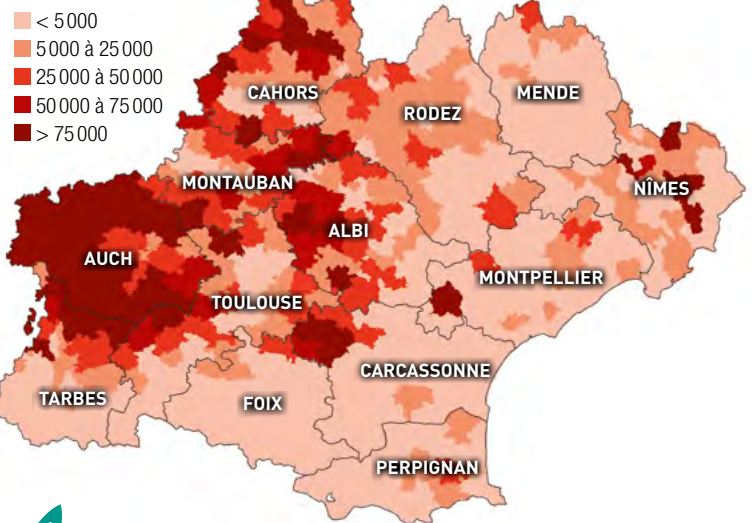 < 5 000
5 000 à 25 000
25 000 à 50 000
50 000 à 75 000
> 75 000
CAHORS
MENDE
RODEZ
MONTAUBAN
NÎMES
ALBI
AUCH
MONTPELLIER
TOULOUSE
CARCASSONNE
TARBES
FOIX
PERPIGNAN